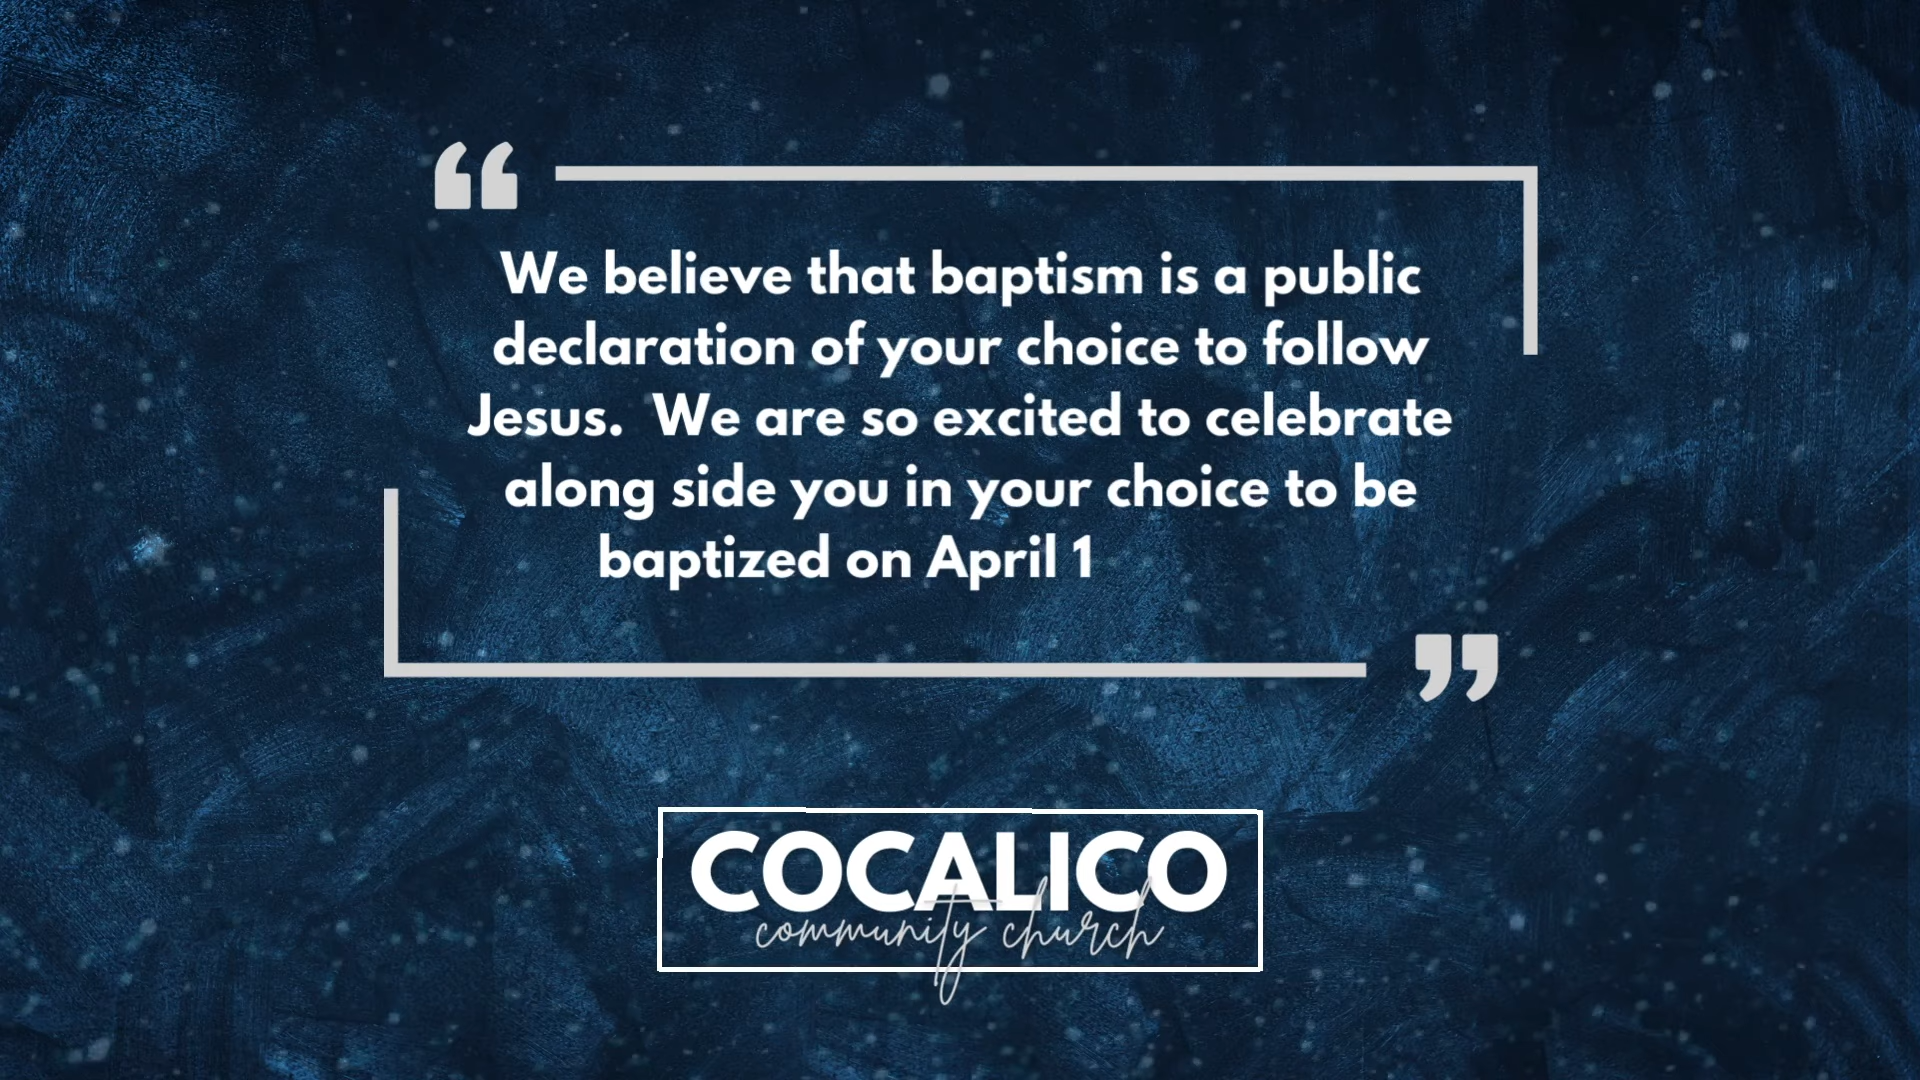 We believe that baptism is a public
declaration of your choice to follow
Jesus.  We are so excited to celebrate
along side you in your choice to be
baptized on April 1
COCALICO
community church